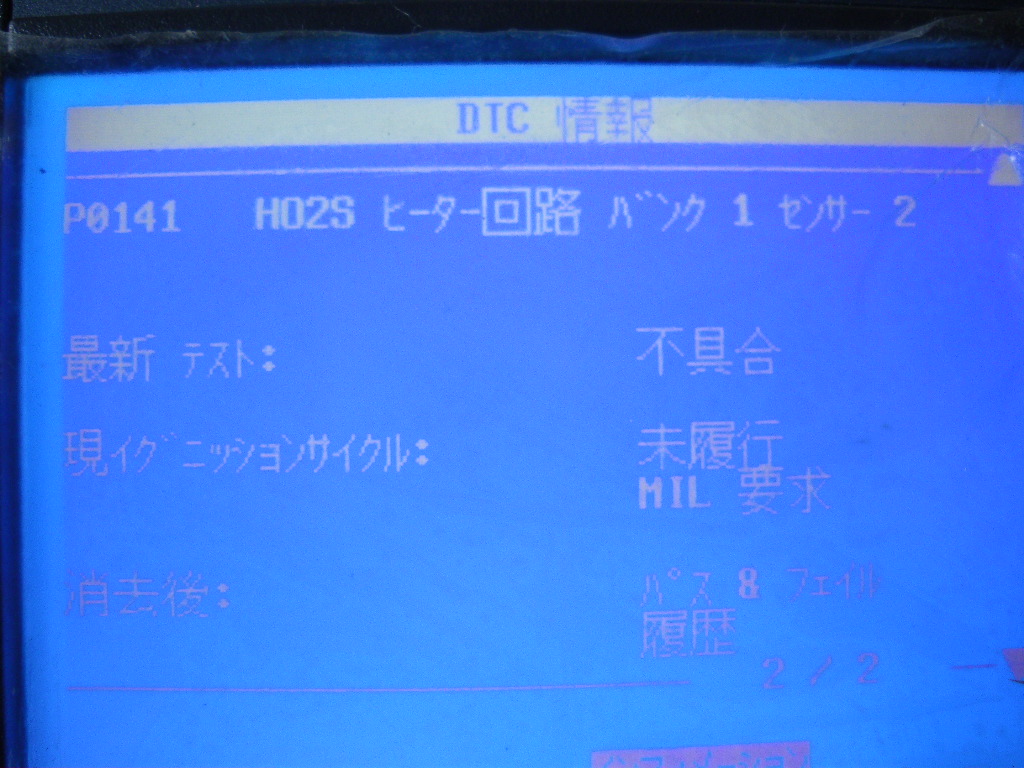 DTC 情報
P0141 HO2S ヒーター回路 バンク 1 センサー 2
最新 テスト: 不具合
現イグニッションサイクル: 未履行
MIL 要求
消去後: パス & フェイル
履歴
2 / 2